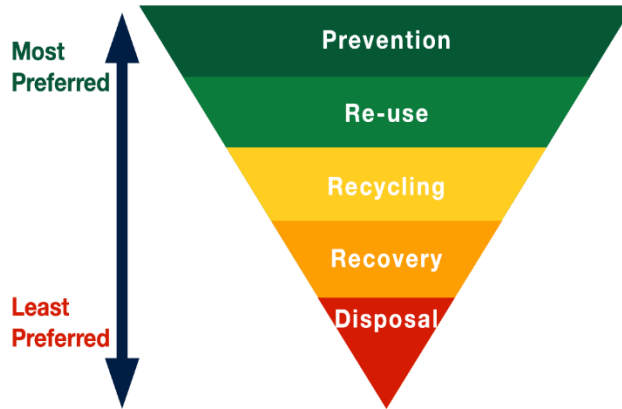 Prevention
Most
Preferred
Re-use
Recycling
Recovery
Least
Preferred
Disposal